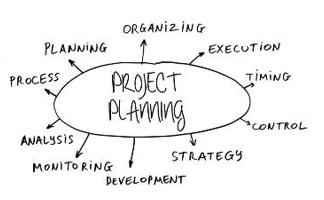 ORGANIZING
PLANNING
EXECUTION
PROCESS
TIMING
PROJECT
PLANNING
ANALYSIS
CONTROL
MONITORING
STRATEGY
DEVELOPMENT